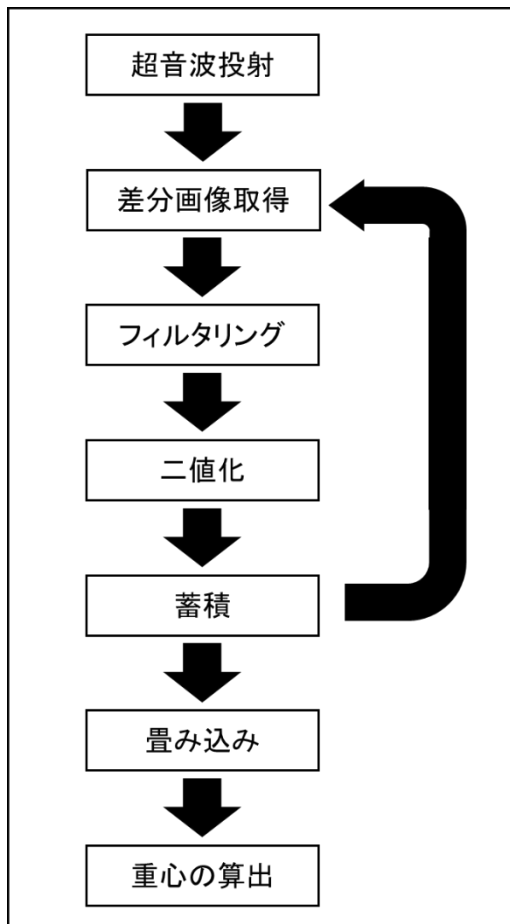 超音波投射
差分画像取得
フィルタリング
二値化
蓄積
畳み込み
重心の算出